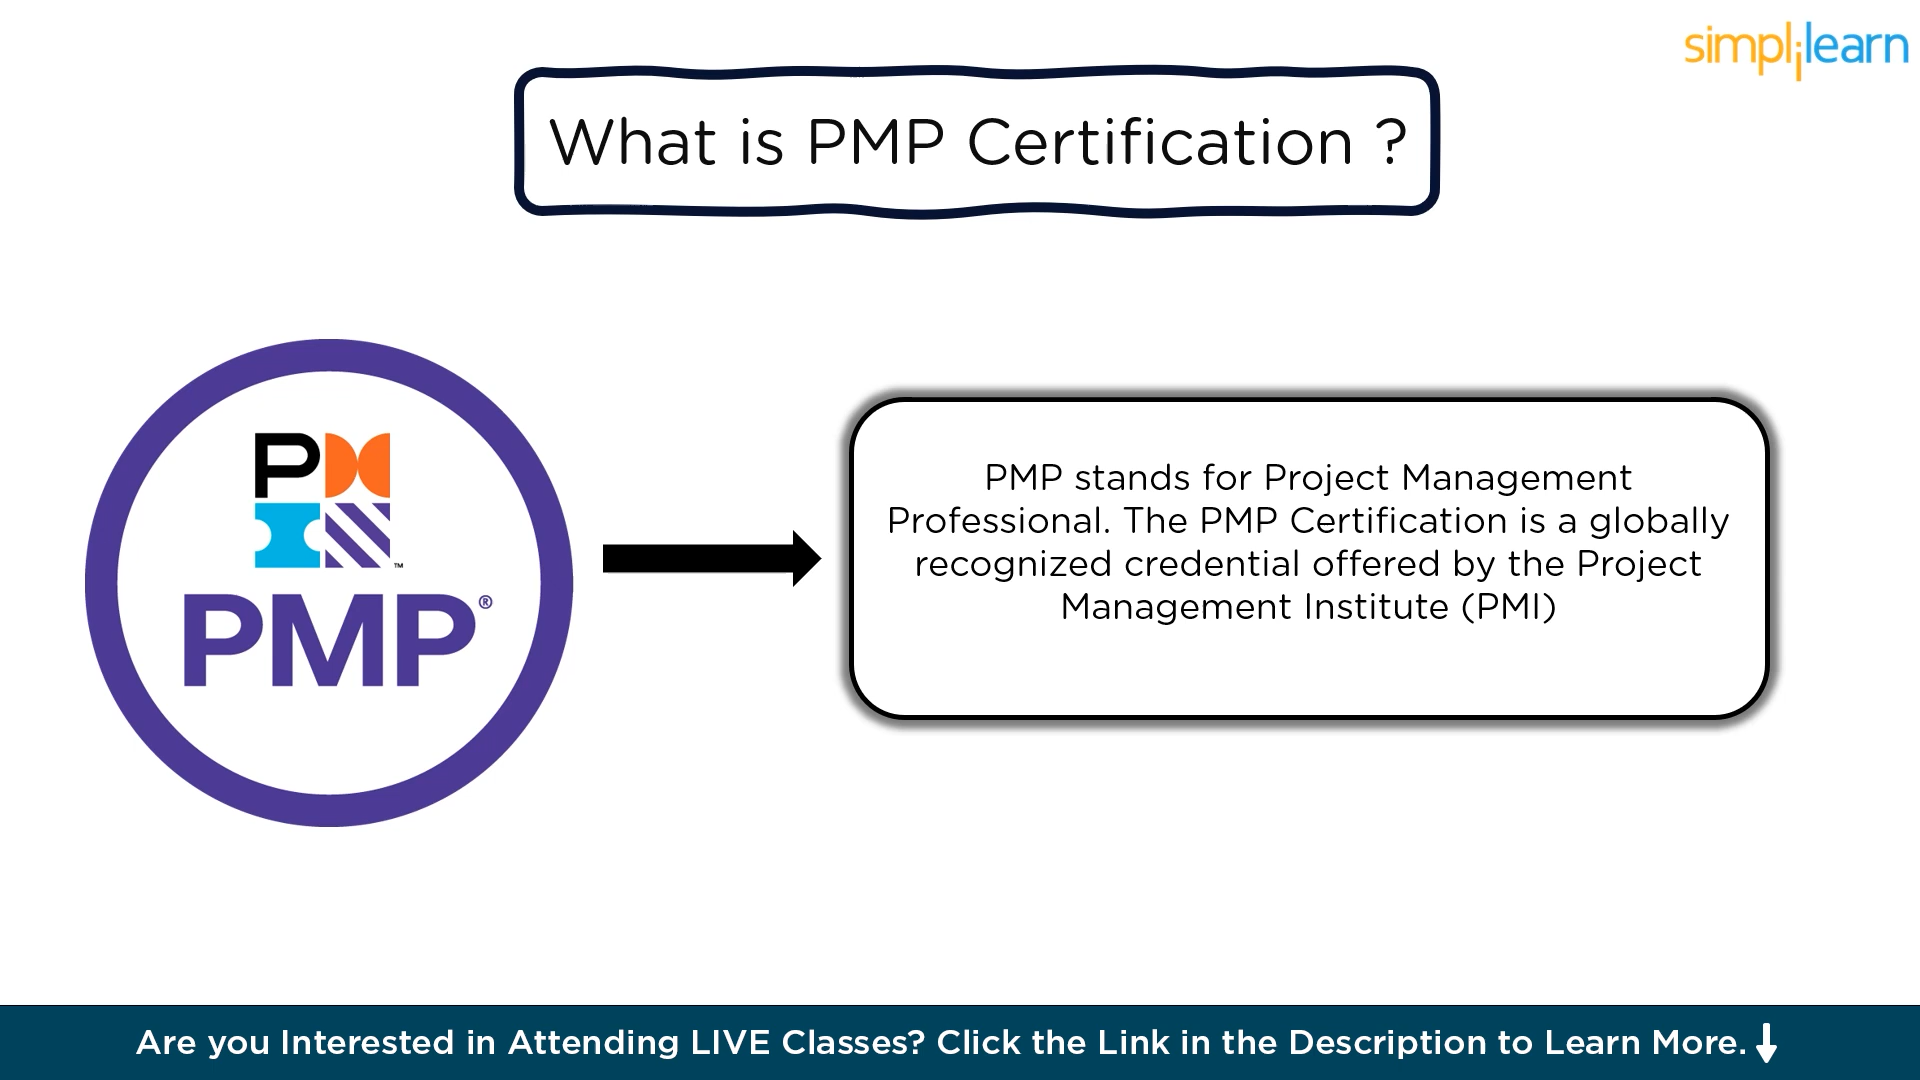 simplilearn
What is PMP Certification ?
PMP®
PMP stands for Project Management
Professional. The PMP Certification is a globally
recognized credential offered by the Project
Management Institute (PMI)
Are you Interested in Attending LIVE Classes? Click the Link in the Description to Learn More.